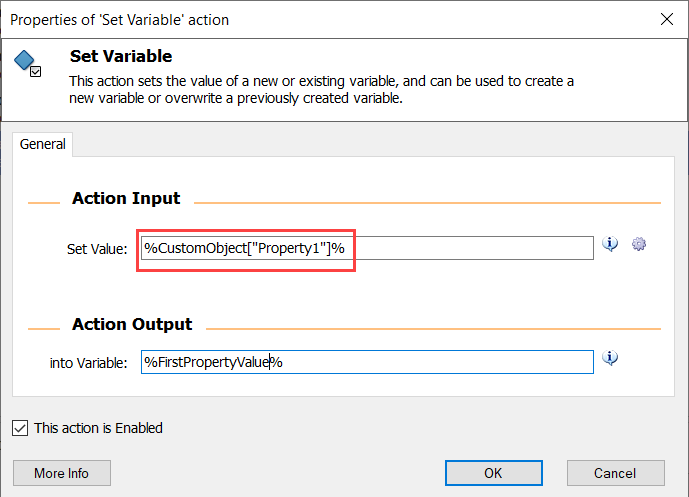 Properties of 'Set Variable' action
Set Variable
This action sets the value of a new or existing variable, and can be used to create a
new variable or overwrite a previously created variable.
General
Action Input
Set Value: %CustomObject["Property1"]%
Action Output
into Variable: %FirstPropertyValue%
This action is Enabled
More Info OK Cancel